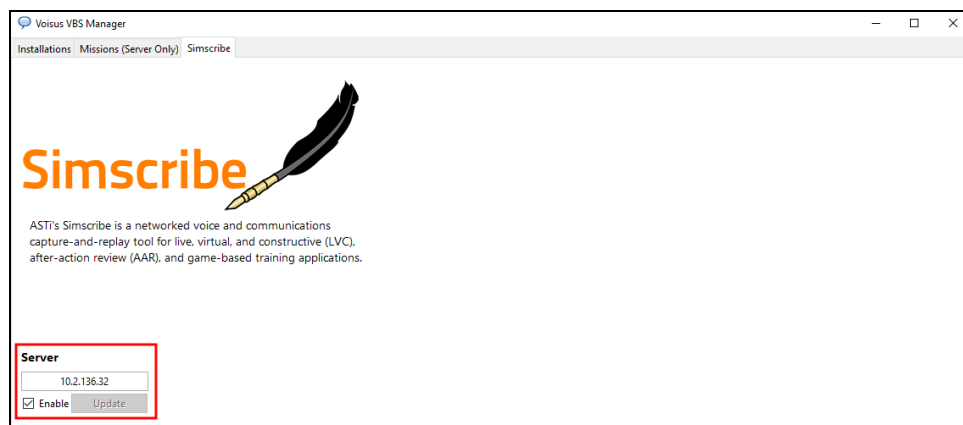 Voisus VBS Manager
Installations Missions (Server Only) Simscribe
Simscribe
ASTi's Simscribe is a networked voice and communications
capture-and-replay tool for live, virtual, and constructive (LVC),
after-action review (AAR), and game-based training applications.
Server
10.2.136.32
Enable Update